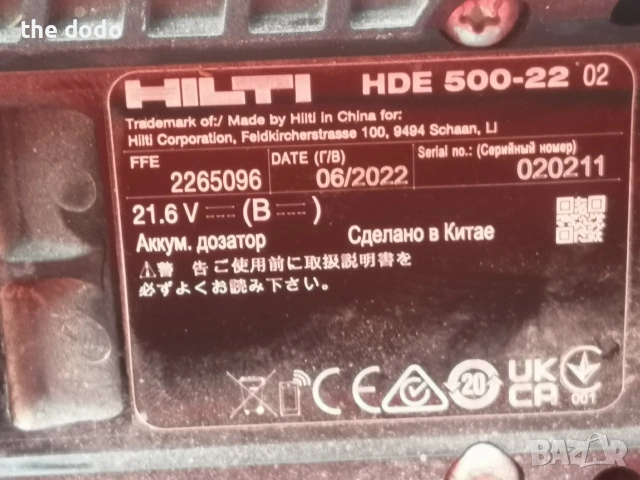 the dodo
HILTI HDE 500-22 02
Trademark of:/ Made by Hilti in China for:
Hilti Corporation, Feldkircherstrasse 100, 9494 Schaan, LI
FFE DATE (Г/В) Serial no.: (Серийный номер)
2265096 06/2022 020211
21.6 V (B )
Аккум. дозатор Сделано в Китае
⚠警 告 ご使用前に取扱説明書を
必ずよくお読み下さい。
CE 20 UK
CA 001
BAZAR